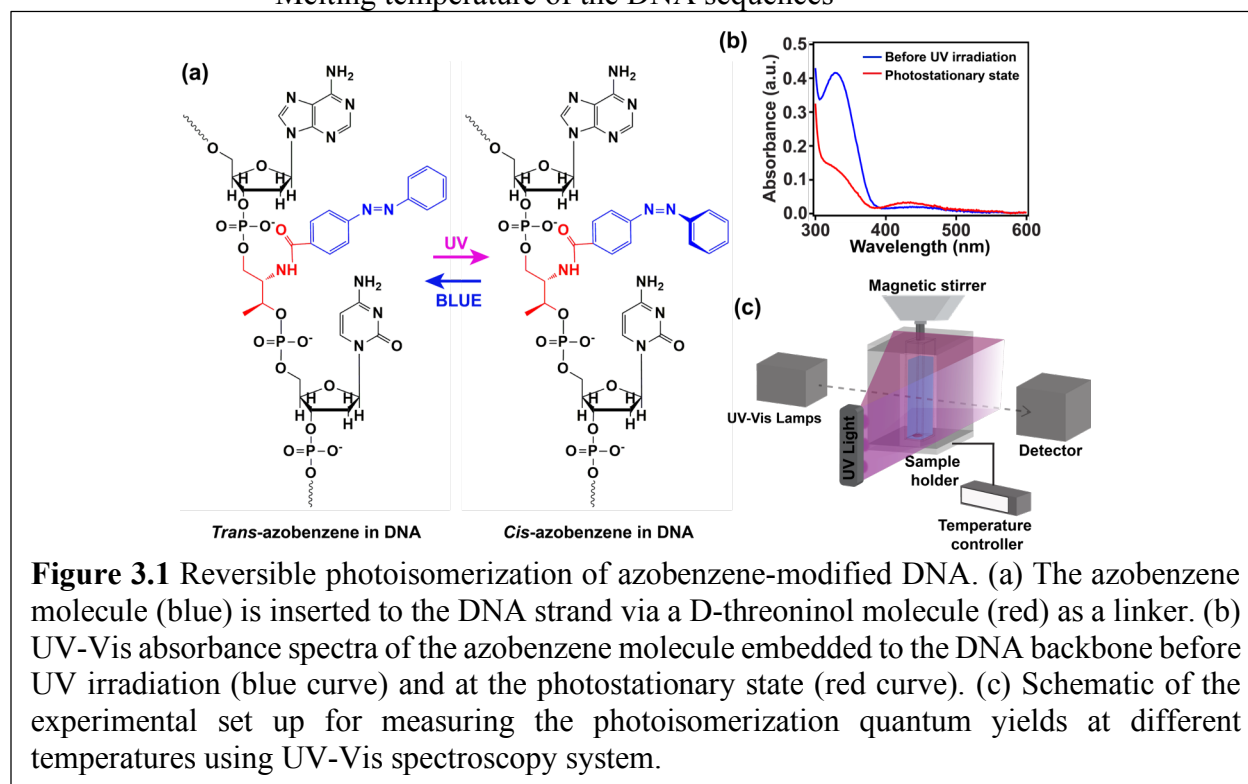 Melting temperature of the DNA sequences
(a)
NH₂
N
N
N
N
O
O
H
H
H
H
O
O=P-O⁻
O
O
NH
N=N
O
NH₂
N
N
O
O=P-O⁻
O
O
H
H
H
H
O
O=P-O⁻
O
Trans-azobenzene in DNA
UV
BLUE
NH₂
N
N
N
N
O
O
H
H
H
H
O
O=P-O⁻
O
O
NH
N=N
O
NH₂
N
N
O
O=P-O⁻
O
O
H
H
H
H
O
O=P-O⁻
O
Cis-azobenzene in DNA
(b)
Absorbance (a.u.)
0.5
0.4
0.3
0.2
0.1
0.0
Before UV irradiation
Photostationary state
300 400 500 600
Wavelength (nm)
(c)
Magnetic stirrer
UV-Vis Lamps
UV Light
Sample
holder
Detector
Temperature
controller
Figure 3.1 Reversible photoisomerization of azobenzene-modified DNA. (a) The azobenzene
molecule (blue) is inserted to the DNA strand via a D-threoninol molecule (red) as a linker. (b)
UV-Vis absorbance spectra of the azobenzene molecule embedded to the DNA backbone before
UV irradiation (blue curve) and at the photostationary state (red curve). (c) Schematic of the
experimental set up for measuring the photoisomerization quantum yields at different
temperatures using UV-Vis spectroscopy system.